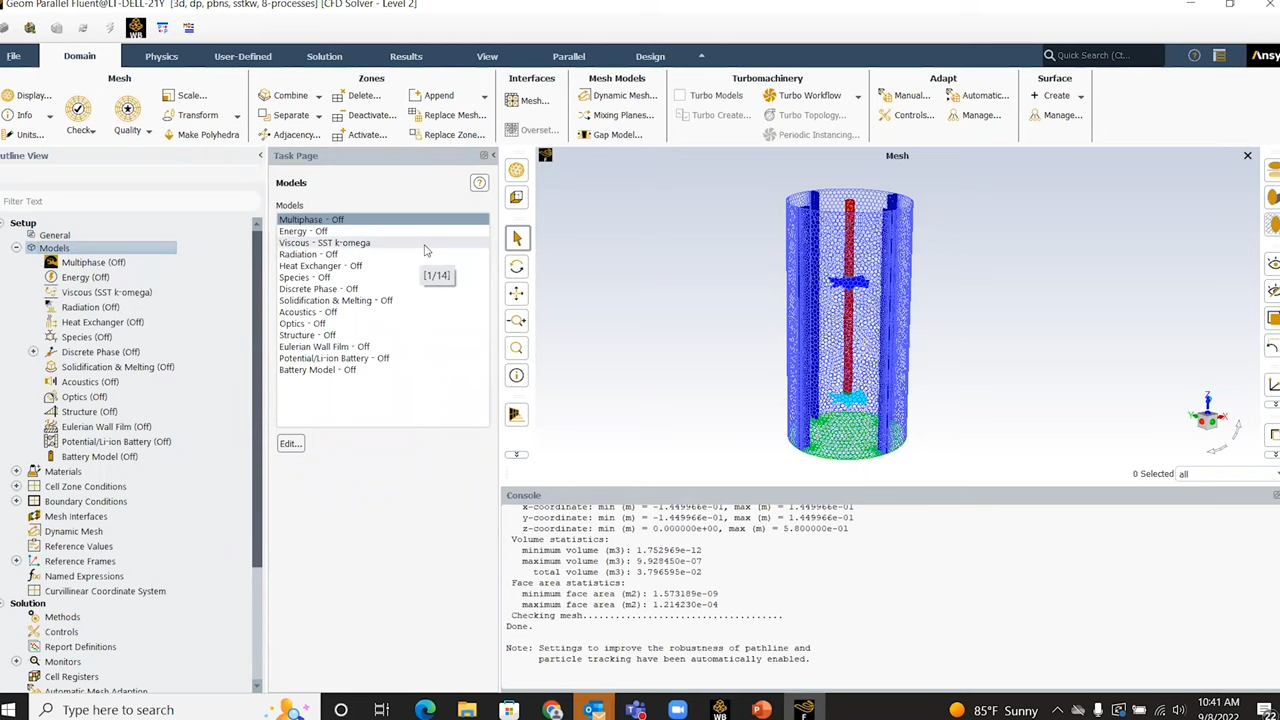 Geom Parallel Fluent@LT-DELL-21Y [3d, dp, pbns, sstkw, 8-processes] [CFD Solver - Level 2]
WB
File Domain Physics User-Defined Solution Results View Parallel Design Quick Search (Ct... Ansy
Mesh Zones Interfaces Mesh Models Turbomachinery Adapt Surface
Display... Scale... Combine Delete... Append Mesh... Dynamic Mesh... Turbo Models Turbo Workflow Manual... Automatic... Create
Info Check Quality Transform Separate Deactivate... Replace Mesh... Mixing Planes... Turbo Create... Turbo Topology... Controls... Manage... Manage...
Units... Make Polyhedra Adjacency... Activate... Replace Zone... Overset... Gap Model... Periodic Instancing...
utline View Task Page Mesh
Filter Text
Setup
General
Models
Multiphase (Off)
Energy (Off)
Viscous (SST k-omega)
Radiation (Off)
Heat Exchanger (Off)
Species (Off)
Discrete Phase (Off)
Solidification & Melting (Off)
Acoustics (Off)
Optics (Off)
Structure (Off)
Eulerian Wall Film (Off)
Potential/Li-ion Battery (Off)
Battery Model (Off)
Materials
Cell Zone Conditions
Boundary Conditions
Mesh Interfaces
Dynamic Mesh
Reference Values
Reference Frames
Named Expressions
Curvilinear Coordinate System
Solution
Methods
Controls
Report Definitions
Monitors
Cell Registers
Automatic Mesh Adaption
Models
Models
Multiphase - Off
Energy - Off
Viscous - SST k-omega
Radiation - Off
Heat Exchanger - Off
Species - Off
Discrete Phase - Off
Solidification & Melting - Off
Acoustics - Off
Optics - Off
Structure - Off
Eulerian Wall Film - Off
Potential/Li-ion Battery - Off
Battery Model - Off
[1/14]
Edit...
Z
Y
X
0 Selected all
Console
x-coordinate: min (m) = -1.449966e-01, max (m) = 1.449966e-01
y-coordinate: min (m) = -1.449966e-01, max (m) = 1.449966e-01
z-coordinate: min (m) = 0.000000e+00, max (m) = 5.800000e-01
Volume statistics:
minimum volume (m3): 1.752969e-12
maximum volume (m3): 9.928450e-07
total volume (m3): 3.796595e-02
Face area statistics:
minimum face area (m2): 1.573189e-09
maximum face area (m2): 1.214230e-04
Checking mesh.....................................
Done.
Note: Settings to improve the robustness of pathline and
particle tracking have been automatically enabled.
Type here to search WB F 85°F Sunny 10:41 AM